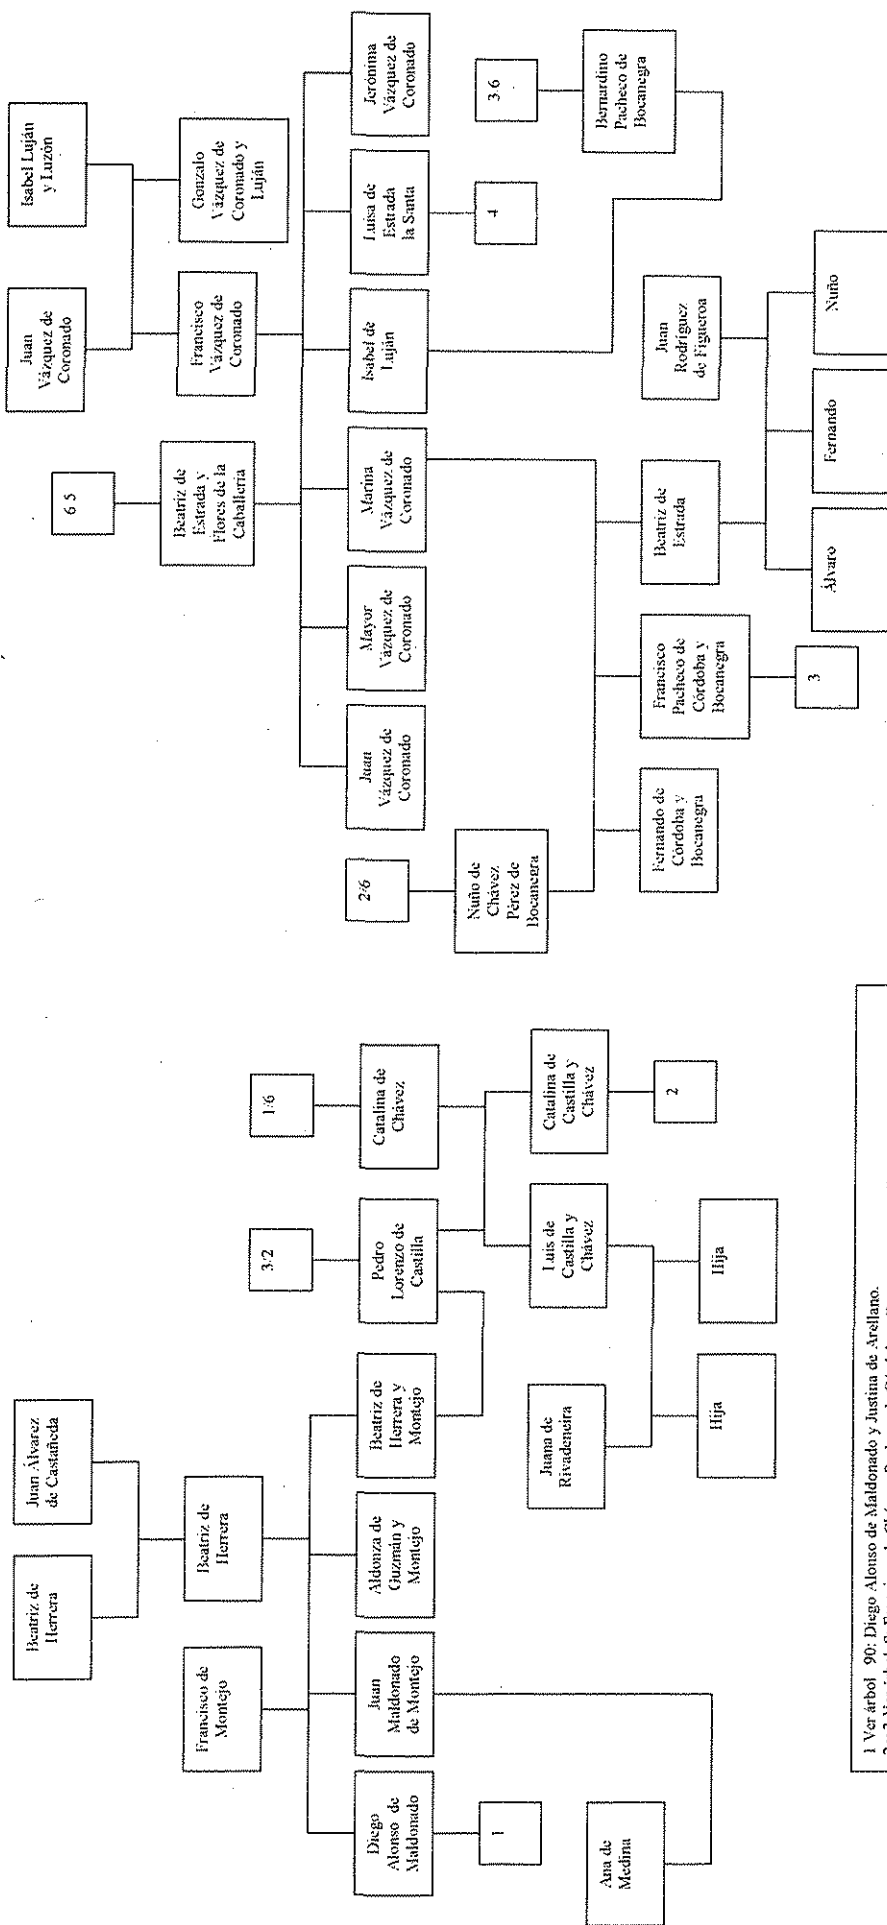 Beatriz de
Herrera
Juan Álvarez
de Castañeda
Francisco de
Montejo
Beatriz de
Herrera
3/2
1/6
Diego
Alonso de
Maldonado
Juan
Maldonado
de Montejo
Aldonza de
Guzmán y
Montejo
Beatriz de
Herrera y
Montejo
Pedro
Lorenzo de
Castilla
Catalina de
Chávez
1
Ana de
Medina
Juana de
Rivadeneira
Luis de
Castilla y
Chávez
Catalina de
Castilla y
Chávez
2
Hija
Hija
1 Ver árbol 90: Diego Alonso de Maldonado y Justina de Arellano.
Juan
Vázquez de
Coronado
Isabel Luján
y Luzón
6 5
Beatriz de
Estrada y
Flores de la
Caballería
Francisco
Vázquez de
Coronado
Gonzalo
Vázquez de
Coronado y
Luján
2/6
Juan
Vázquez de
Coronado
Mayor
Vázquez de
Coronado
Marina
Vázquez de
Coronado
Isabel de
Luján
Luisa de
Estrada
la Santa
Jerónima
Vázquez de
Coronado
Nuño de
Chávez
Pérez de
Bocanegra
4
3 6
Bernardino
Pacheco de
Bocanegra
Fernando de
Córdoba y
Bocanegra
Francisco
Pacheco de
Córdoba y
Bocanegra
Beatriz de
Estrada
Juan
Rodríguez
de Figueroa
3
Álvaro
Fernando
Nuño